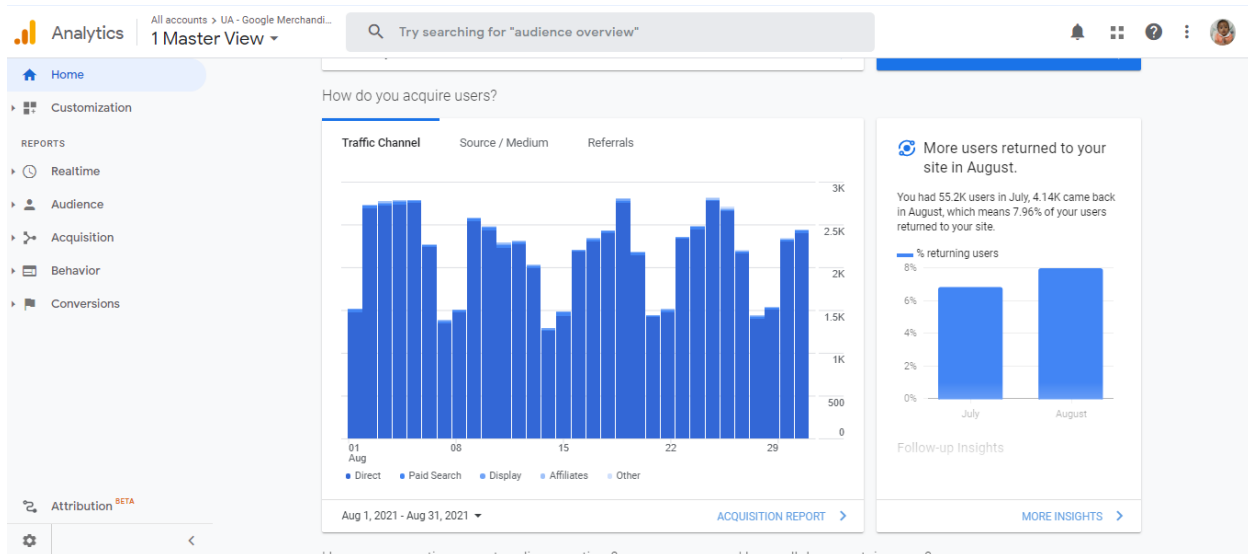 All accounts > UA - Google Merchandi...
Analytics
1 Master View
Try searching for "audience overview"
Home
Customization
REPORTS
Realtime
Audience
Acquisition
Behavior
Conversions
Attribution BETA
How do you acquire users?
Traffic Channel
Source / Medium
Referrals
3K
2.5K
2K
1.5K
1K
500
0
01
Aug
08
15
22
29
Direct
Paid Search
Display
Affiliates
Other
Aug 1, 2021 - Aug 31, 2021
ACQUISITION REPORT
More users returned to your
site in August.
You had 55.2K users in July, 4.14K came back
in August, which means 7.96% of your users
returned to your site.
% returning users
8%
6%
4%
2%
0%
July
August
Follow-up Insights
MORE INSIGHTS